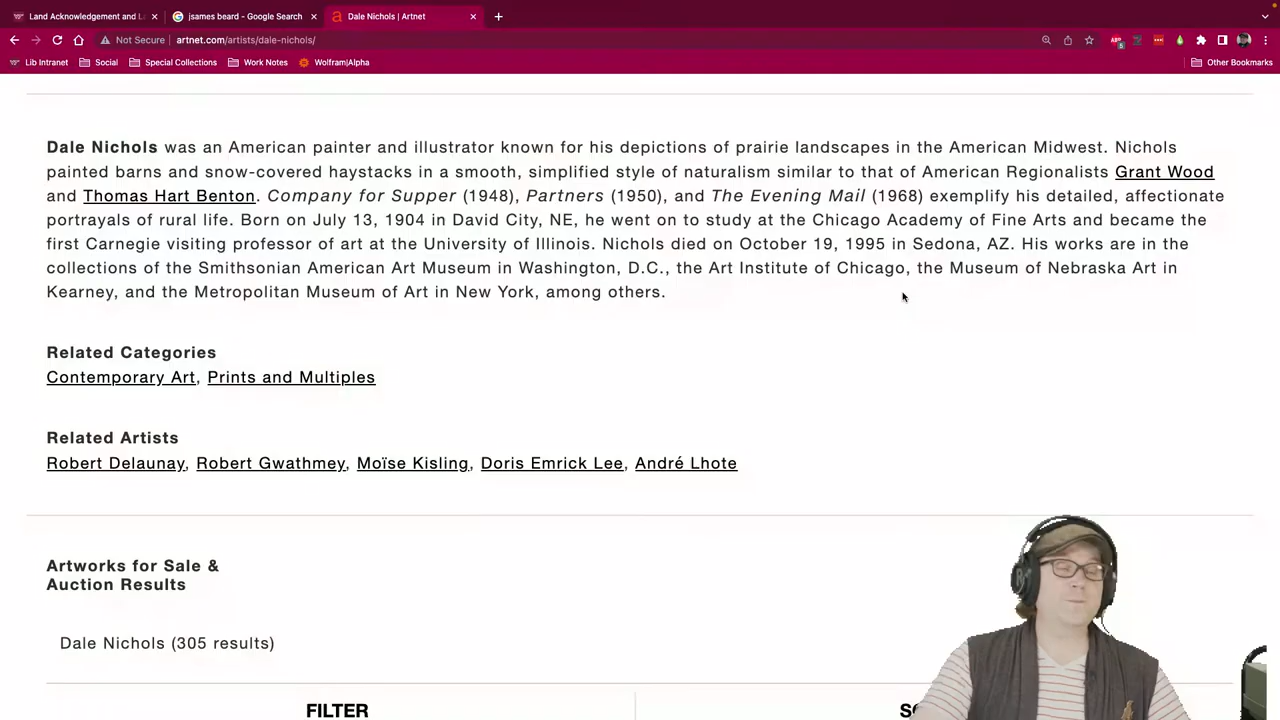 Land Acknowledgement and L
jsames beard - Google Search
Dale Nichols | Artnet
Not Secure | artnet.com/artists/dale-nichols/
Lib Intranet
Social
Special Collections
Work Notes
Wolfram|Alpha
Other Bookmarks
Dale Nichols was an American painter and illustrator known for his depictions of prairie landscapes in the American Midwest. Nichols
painted barns and snow-covered haystacks in a smooth, simplified style of naturalism similar to that of American Regionalists Grant Wood
and Thomas Hart Benton. Company for Supper (1948), Partners (1950), and The Evening Mail (1968) exemplify his detailed, affectionate
portrayals of rural life. Born on July 13, 1904 in David City, NE, he went on to study at the Chicago Academy of Fine Arts and became the
first Carnegie visiting professor of art at the University of Illinois. Nichols died on October 19, 1995 in Sedona, AZ. His works are in the
collections of the Smithsonian American Art Museum in Washington, D.C., the Art Institute of Chicago, the Museum of Nebraska Art in
Kearney, and the Metropolitan Museum of Art in New York, among others.
Related Categories
Contemporary Art, Prints and Multiples
Related Artists
Robert Delaunay, Robert Gwathmey, Moïse Kisling, Doris Emrick Lee, André Lhote
Artworks for Sale &
Auction Results
Dale Nichols (305 results)
FILTER